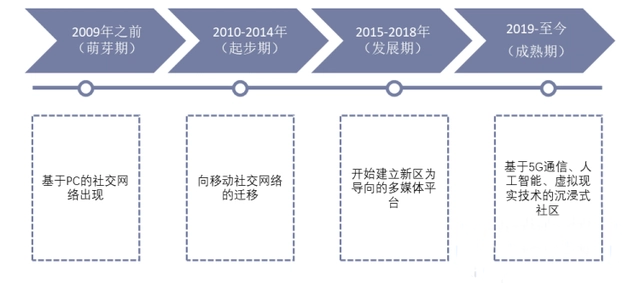 2009年之前
（萌芽期）
2010-2014年
（起步期）
2015-2018年
（发展期）
2019-至今
（成熟期）
基于PC的社交网
络出现
向移动社交网络
的迁移
开始建立新区为
导向的多媒体平
台
基于5G通信、人
工智能、虚拟现
实技术的沉浸式
社区